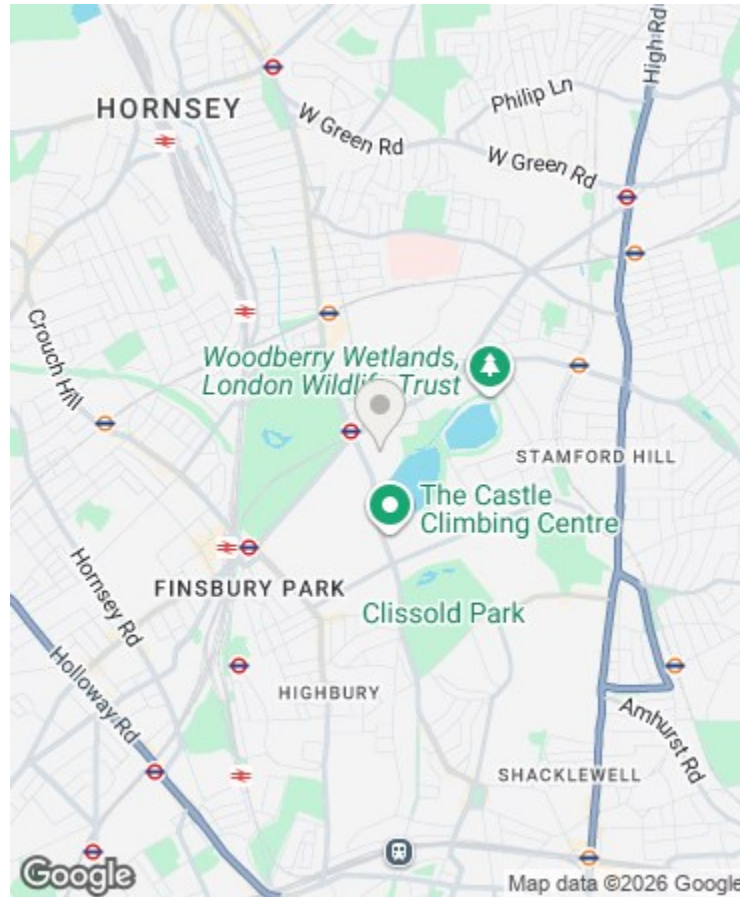 High Rd
Philip Ln
HORNSEY
W Green Rd
W Green Rd
Crouch Hill
Woodberry Wetlands,
London Wildlife Trust
STAMFORD HILL
The Castle
Climbing Centre
FINSBURY PARK
Hornsey Rd
Clissold Park
Holloway Rd
HIGHBURY
Amhurst Rd
SHACKLEWELL
Google
Map data ©2026 Google